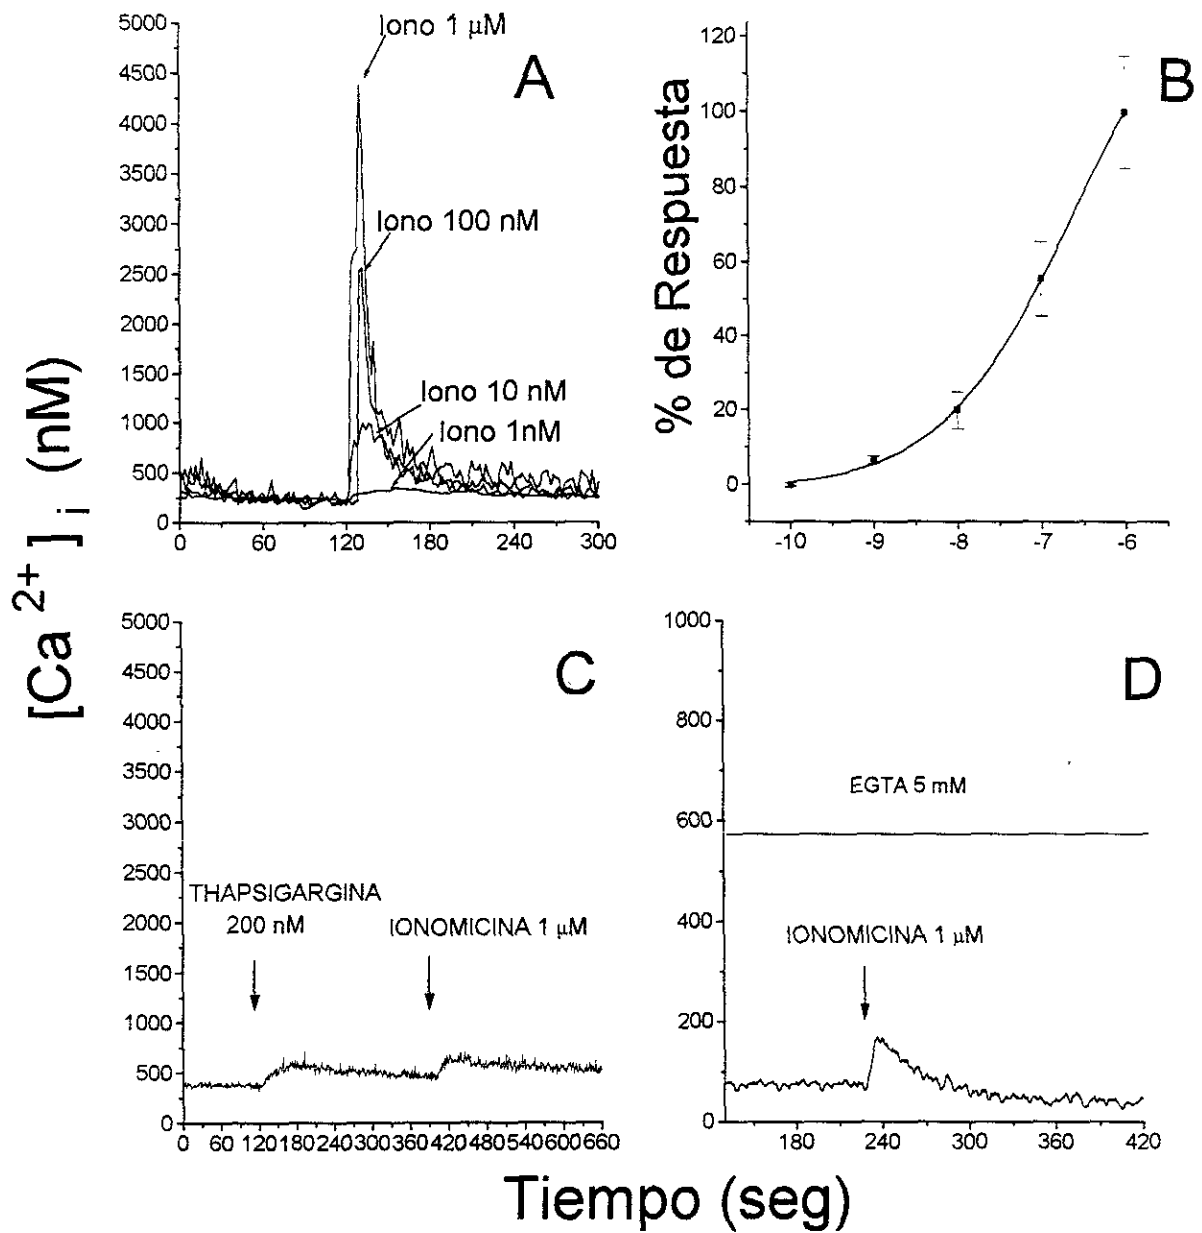 [Ca 2+] i (nM)
A
5000
4500
4000
3500
3000
2500
2000
1500
1000
500
0
Iono 1 μM
Iono 100 nM
Iono 10 nM
Iono 1nM
0 60 120 180 240 300
B
% de Respuesta
120
100
80
60
40
20
0
-10 -9 -8 -7 -6
C
5000
4500
4000
3500
3000
2500
2000
1500
1000
500
0
THAPSIGARGINA
200 nM
IONOMICINA 1 μM
0 60 120 180 240 300 360 420 480 540 600 660
D
1000
800
600
400
200
0
EGTA 5 mM
IONOMICINA 1 μM
180 240 300 360 420
Tiempo (seg)